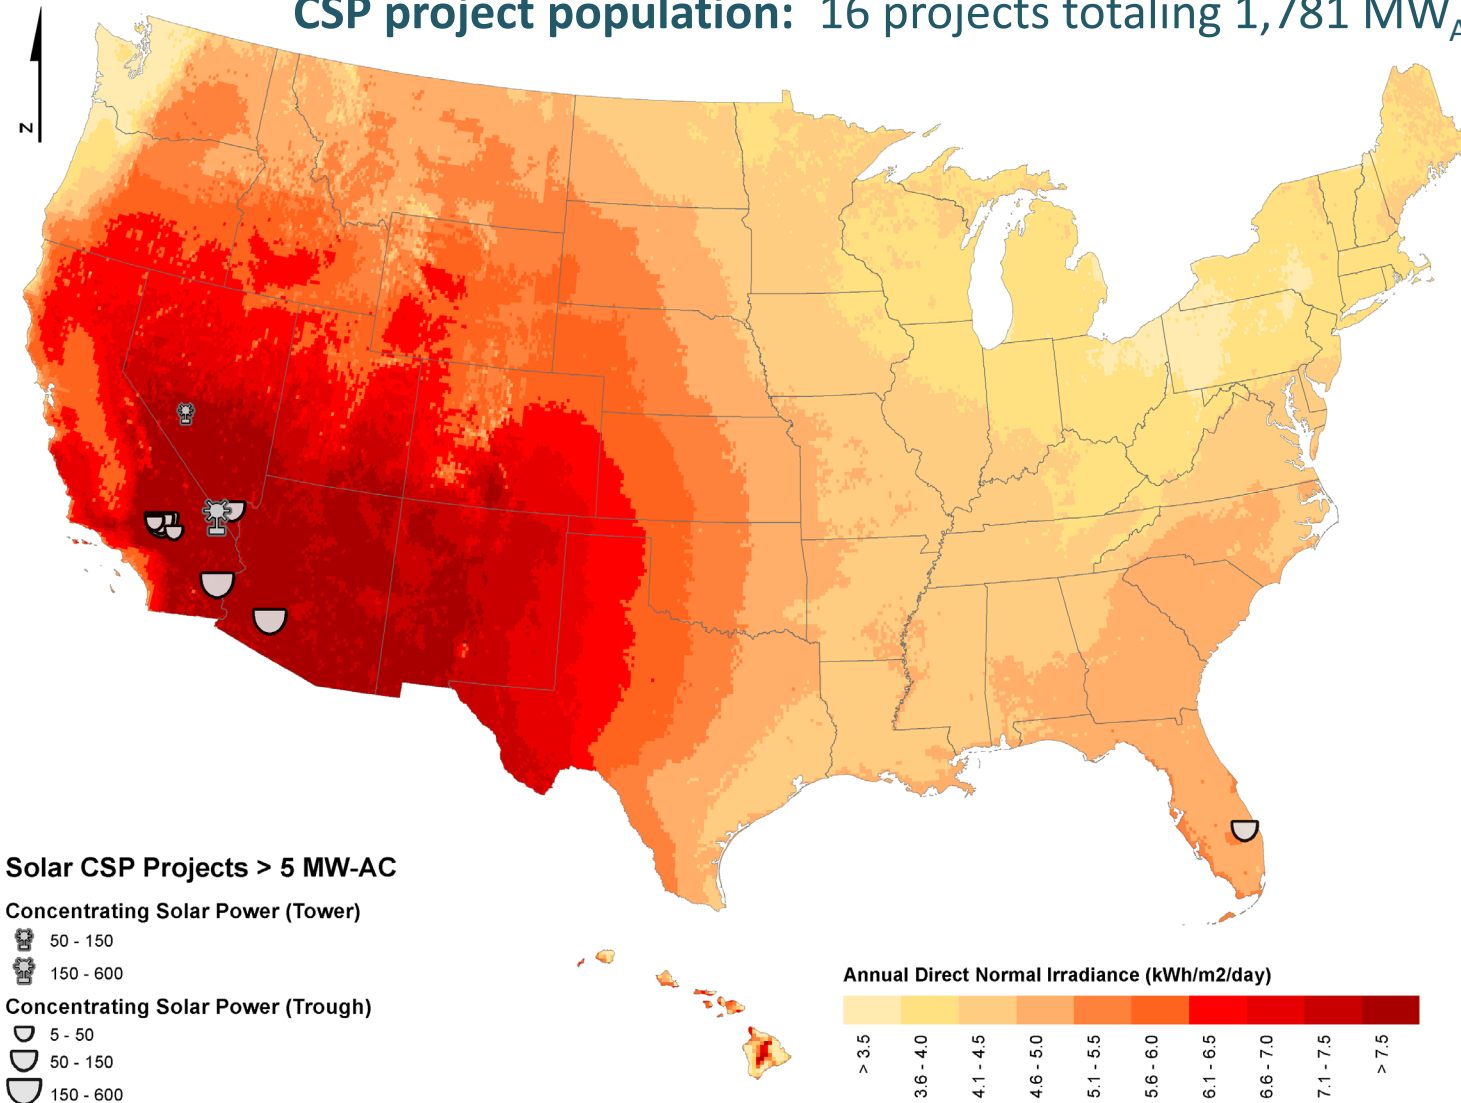 CSP project population: 16 projects totaling 1,781 MWA
N
Solar CSP Projects > 5 MW-AC
Concentrating Solar Power (Tower)
50 - 150
150 - 600
Concentrating Solar Power (Trough)
5 - 50
50 - 150
150 - 600
Annual Direct Normal Irradiance (kWh/m2/day)
> 3.5
3.6 - 4.0
4.1 - 4.5
4.6 - 5.0
5.1 - 5.5
5.6 - 6.0
6.1 - 6.5
6.6 - 7.0
7.1 - 7.5
> 7.5